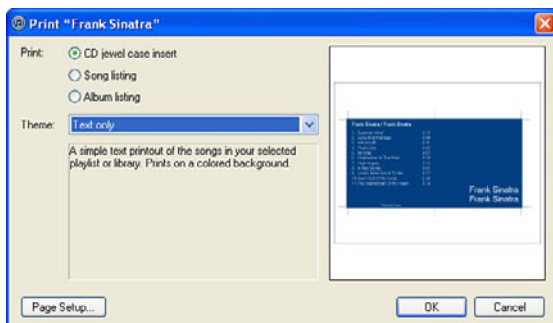 Print "Frank Sinatra"
Print:
CD jewel case insert
Song listing
Album listing
Theme:
Text only
A simple text printout of the songs in your selected
playlist or library. Prints on a colored background.
Frank Sinatra / Frank Sinatra
Frank Sinatra
Frank Sinatra
Page Setup...
OK
Cancel